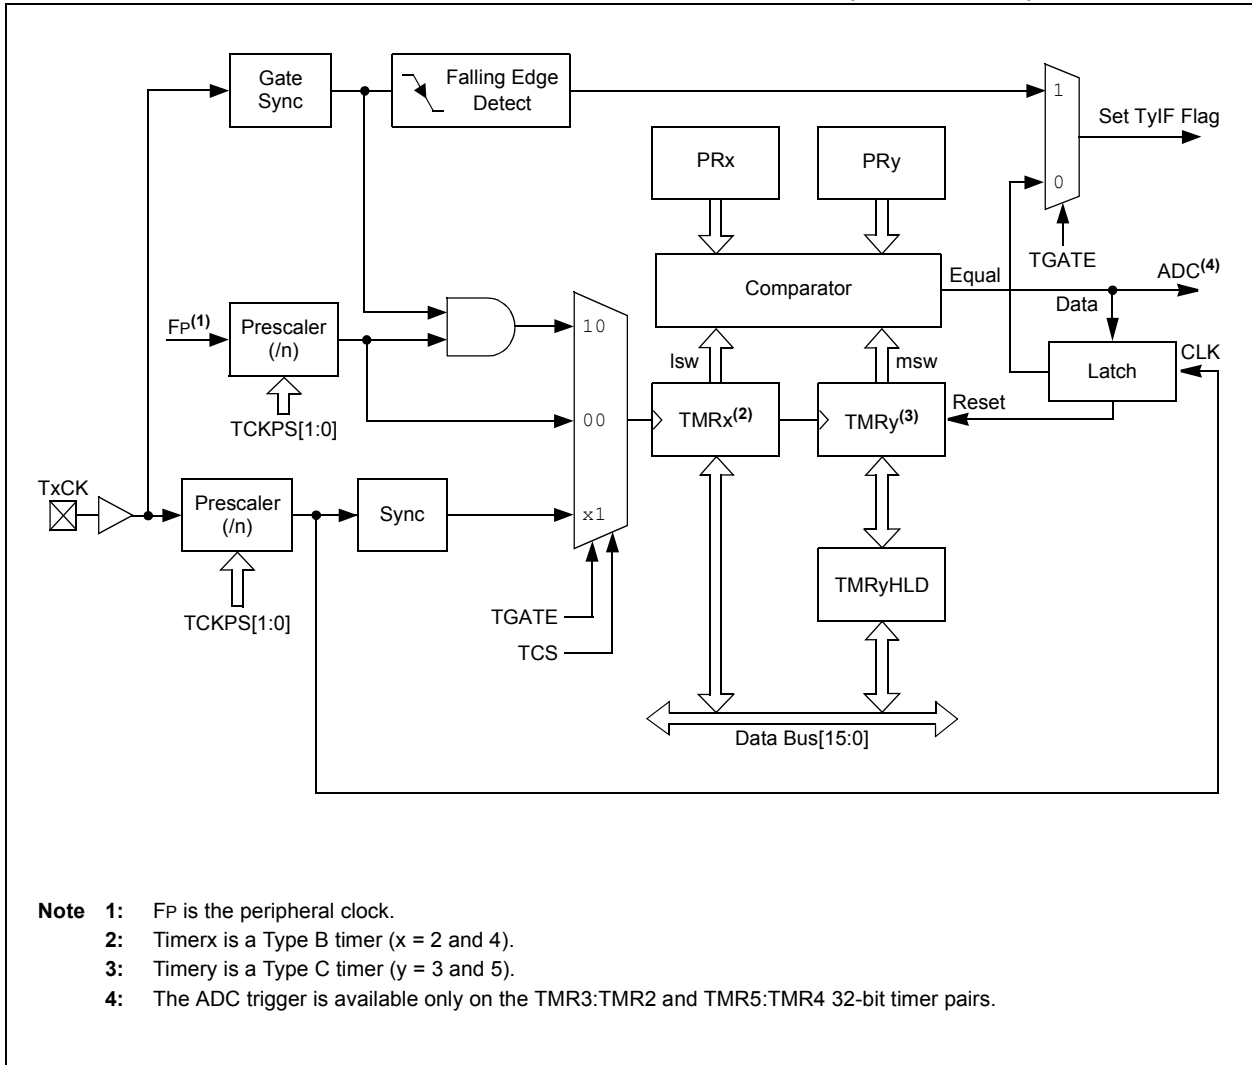 Gate
Sync
Falling Edge
Detect
1
Set TyIF Flag
PRx
PRy
0
TGATE
ADC(4)
Comparator
Equal
Data
FP(1)
Prescaler
(/n)
10
lsw
msw
CLK
Latch
TCKPS[1:0]
00
TMRx(2)
TMRy(3)
Reset
TxCK
Prescaler
(/n)
Sync
x1
TCKPS[1:0]
TMRyHLD
TGATE
TCS
Data Bus[15:0]
Note 1: FP is the peripheral clock.
2: Timerx is a Type B timer (x = 2 and 4).
3: Timery is a Type C timer (y = 3 and 5).
4: The ADC trigger is available only on the TMR3:TMR2 and TMR5:TMR4 32-bit timer pairs.